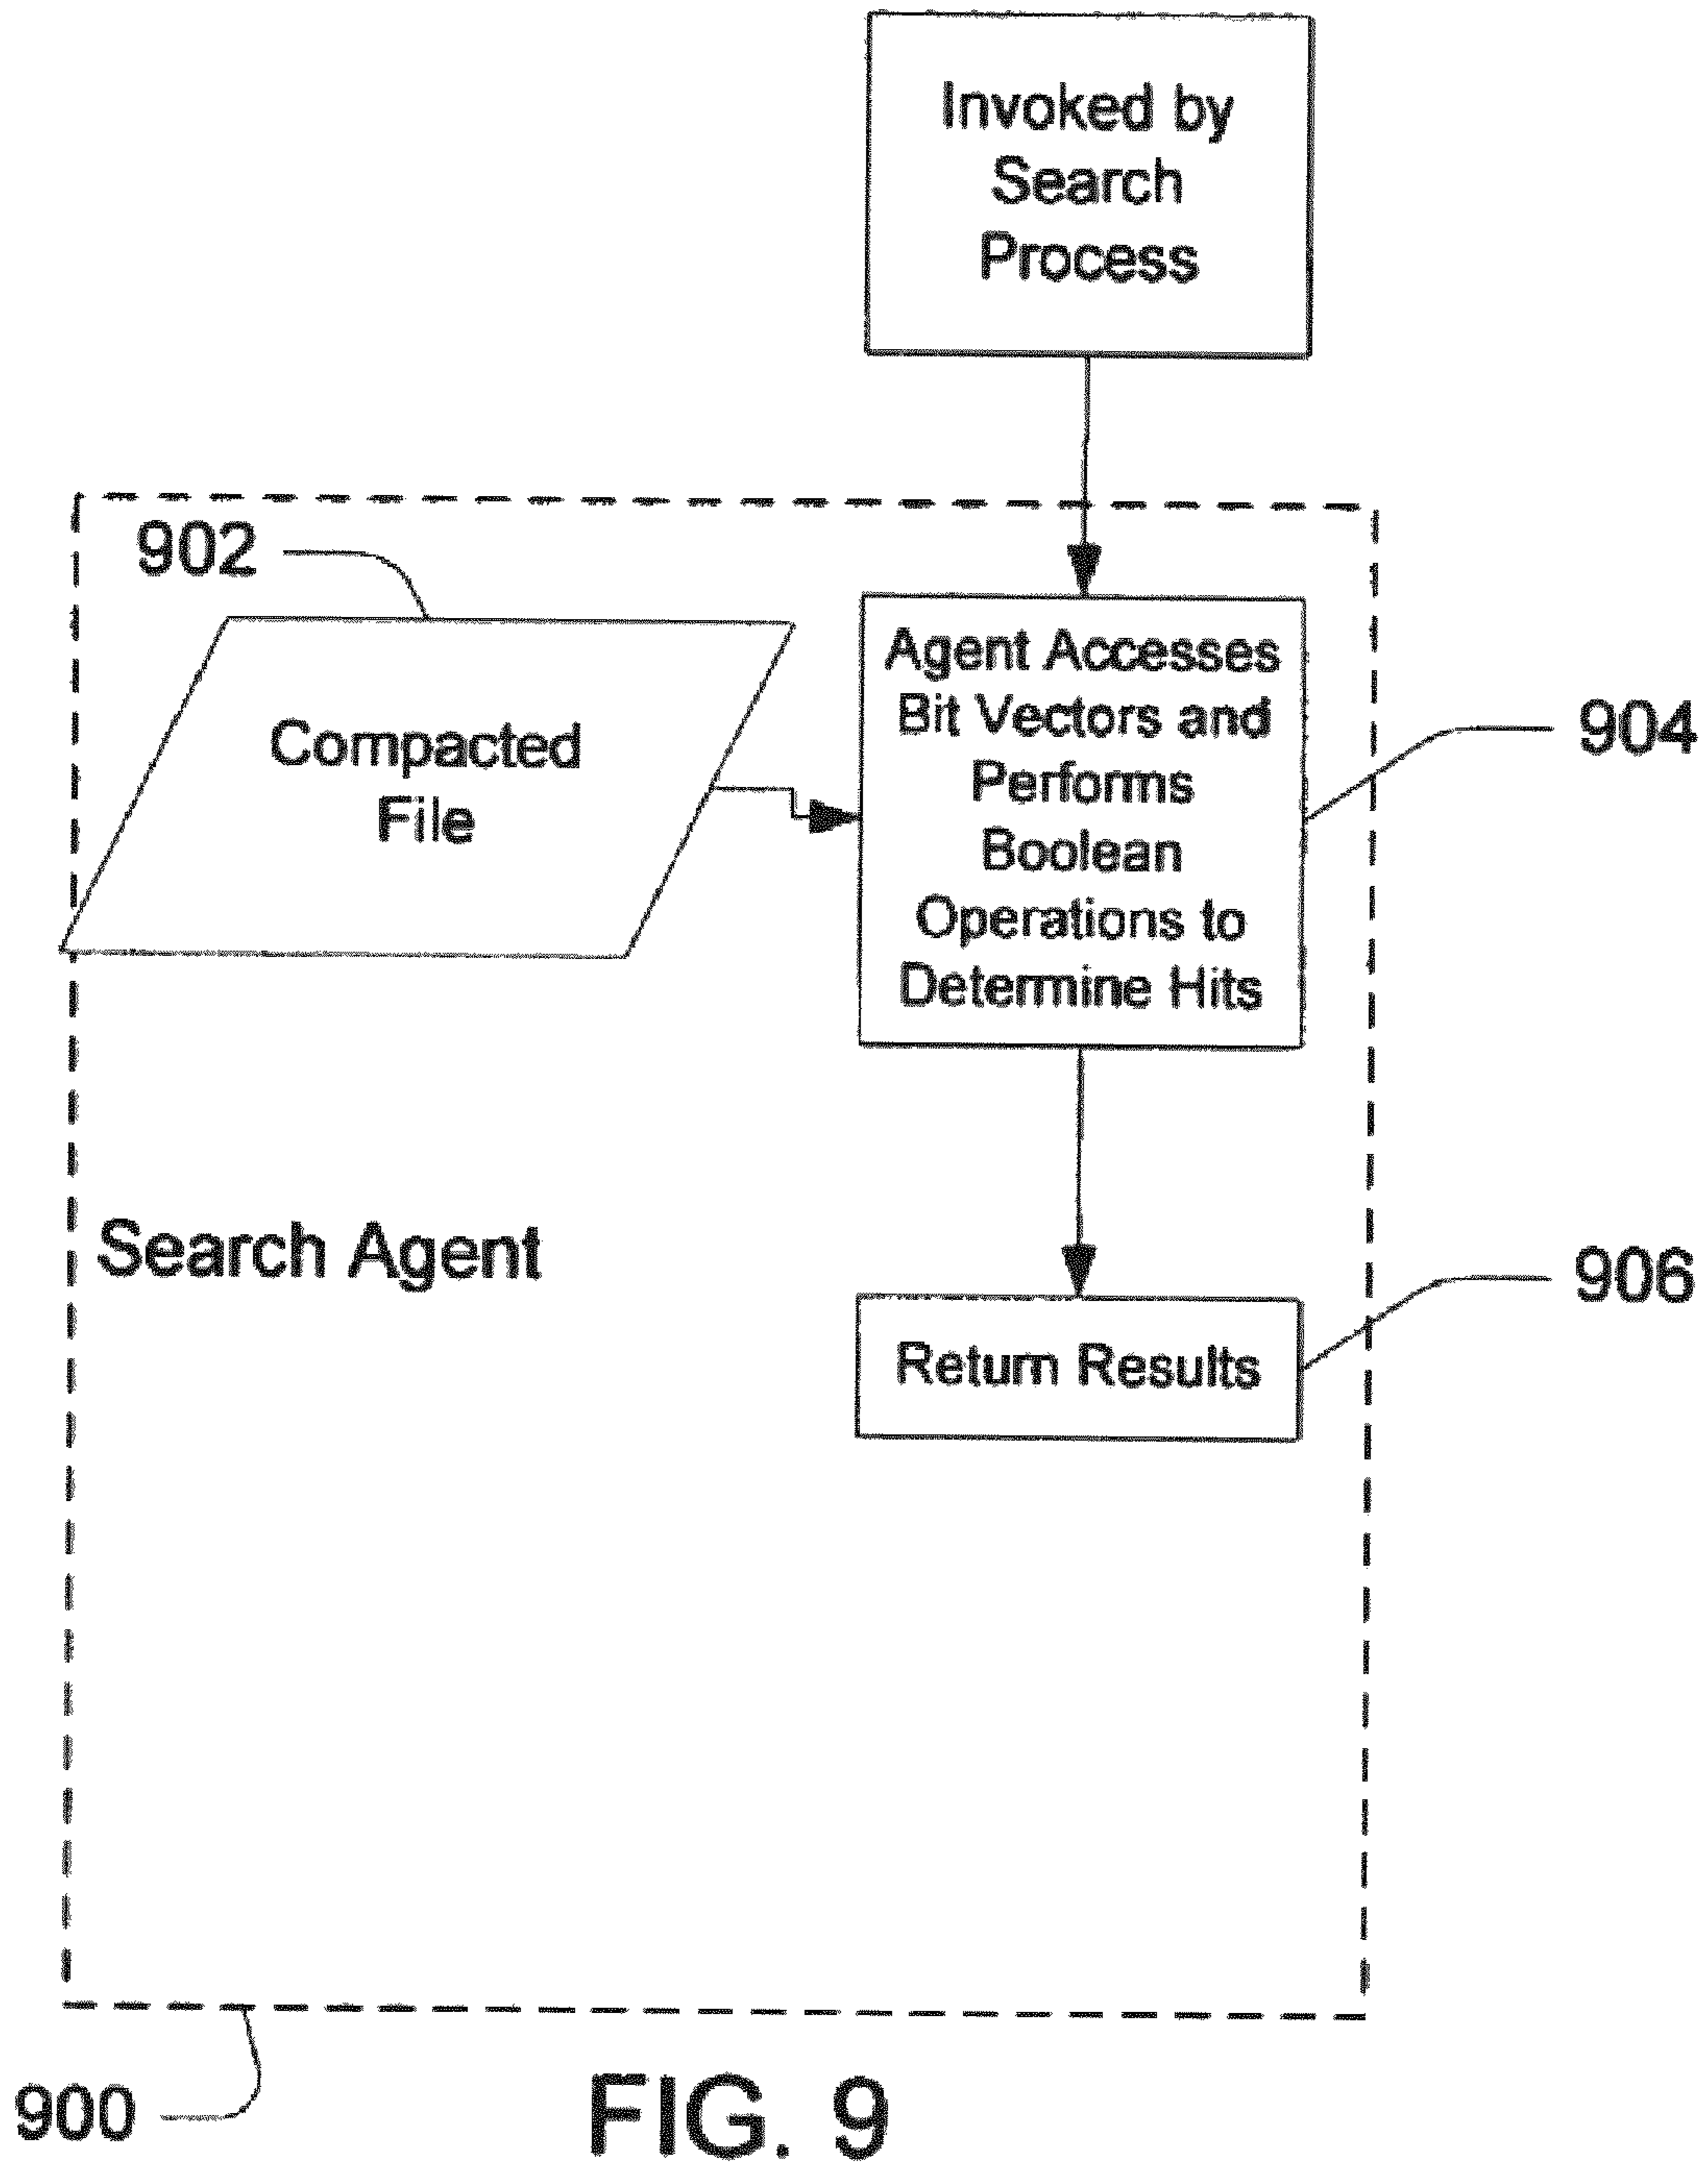 Invoked by
Search
Process
902
Compacted
File
Agent Accesses
Bit Vectors and
Performs
Boolean
Operations to
Determine Hits
904
Search Agent
Return Results
906
900
FIG. 9